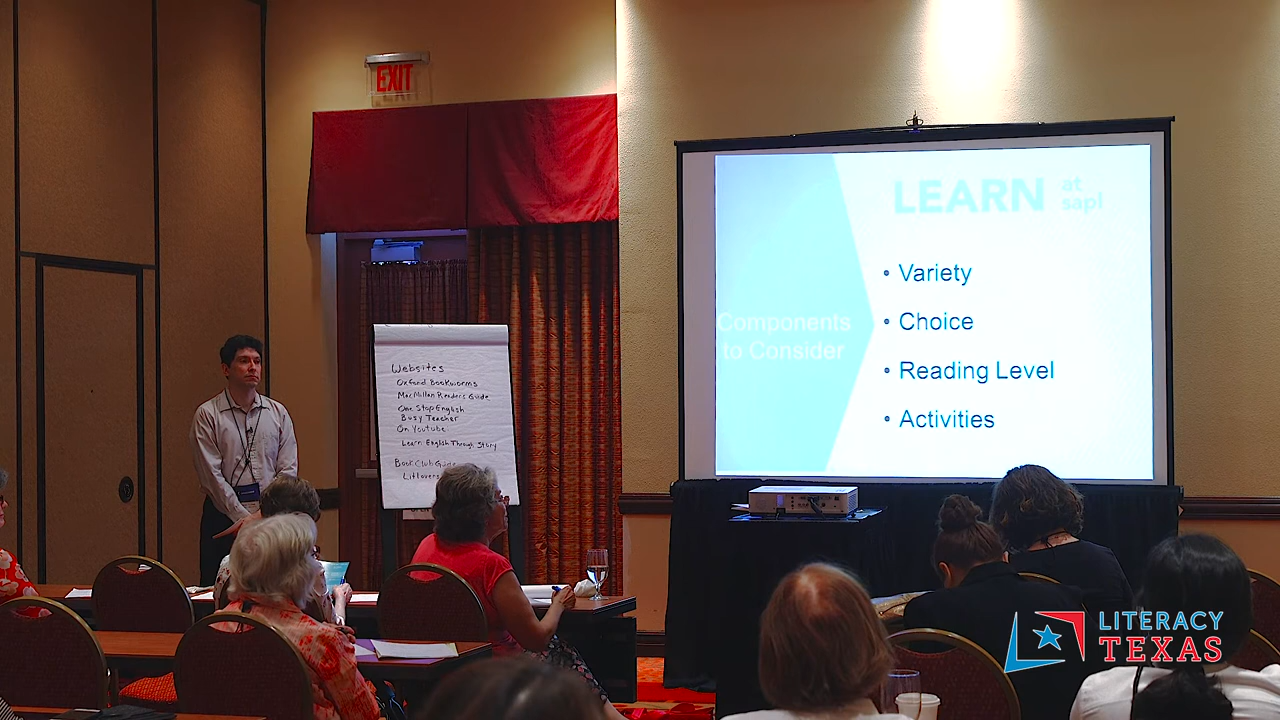 EXIT
Websites
Oxford Bookworms
MacMillan Readers Guide
One Stop English
Busy Teacher
On Youtube
Learn English Through Story
Book Club
Litlovers
LEARN at sapl
Components
to Consider
• Variety
• Choice
• Reading Level
• Activities
LITERACY
TEXAS